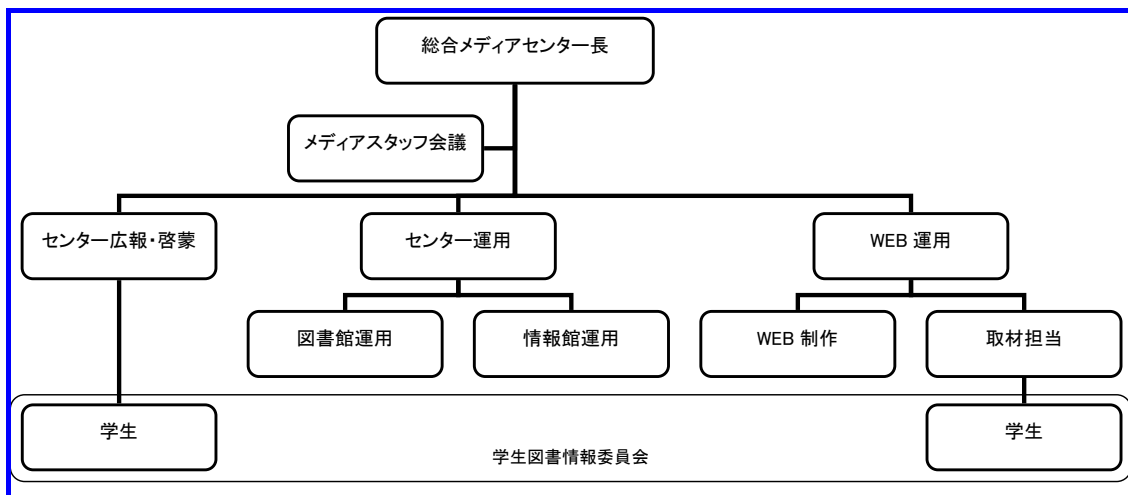 総合メディアセンター長
メディアスタッフ会議
センター広報・啓蒙
センター運用
WEB 運用
図書館運用
情報館運用
WEB 制作
取材担当
学生
学生
学生図書情報委員会